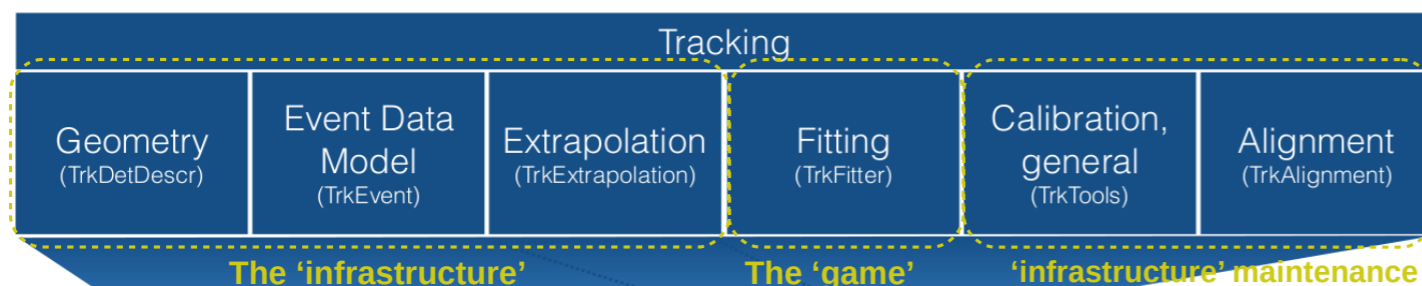 Tracking
Geometry
(TrkDetDescr)
Event Data
Model
(TrkEvent)
Extrapolation
(TrkExtrapolation)
Fitting
(TrkFitter)
Calibration,
general
(TrkTools)
Alignment
(TrkAlignment)
The ‘infrastructure’
The ‘game’
‘infrastructure’ maintenance